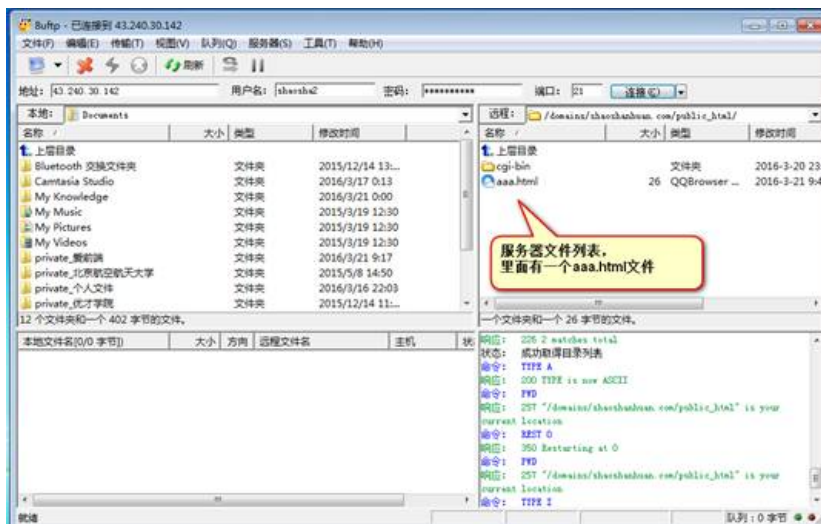 8uftp - 已连接到 43.240.30.142
文件(F) 编辑(E) 传输(T) 视图(V) 队列(Q) 服务器(S) 工具(T) 帮助(H)
刷新
地址: 43.240.30.142 用户名: shaosha2 密码: ********** 端口: 21 连接(C)
本地: Documents
名称 大小 类型 修改时间
上层目录
Bluetooth 交换文件夹 文件夹 2015/12/14 13:...
Camtasia Studio 文件夹 2016/3/17 0:13
My Knowledge 文件夹 2016/3/21 0:00
My Music 文件夹 2015/3/19 12:30
My Pictures 文件夹 2015/3/19 12:30
My Videos 文件夹 2015/3/19 12:30
private_爱前端 文件夹 2016/3/21 9:17
private_北京航空航天大学 文件夹 2015/5/8 14:50
private_个人文件 文件夹 2016/3/16 22:03
private_优才学院 文件夹 2015/12/14 11:...
12 个文件夹和一个 402 字节的文件。
远程: /domains/shaoshanhuan.com/public_html/
名称 大小 类型 修改时间
上层目录
cgi-bin 文件夹 2016-3-20 23
aaa.html 26 QQBrowser ... 2016-3-21 9:4
服务器文件列表,
里面有一个aaa.html文件
一个文件夹和一个 26 字节的文件。
本地文件名[0/0 字节]) 大小 方向 远程文件名 主机 状
响应: 226 2 matches total
状态: 成功取得目录列表
命令: TYPE A
响应: 200 TYPE is now ASCII
命令: PWD
响应: 257 "/domains/shaoshanhuan.com/public_html" is your
current location
命令: REST 0
响应: 350 Restarting at 0
命令: PWD
响应: 257 "/domains/shaoshanhuan.com/public_html" is your
current location
命令: TYPE I
就绪 队列: 0 字节